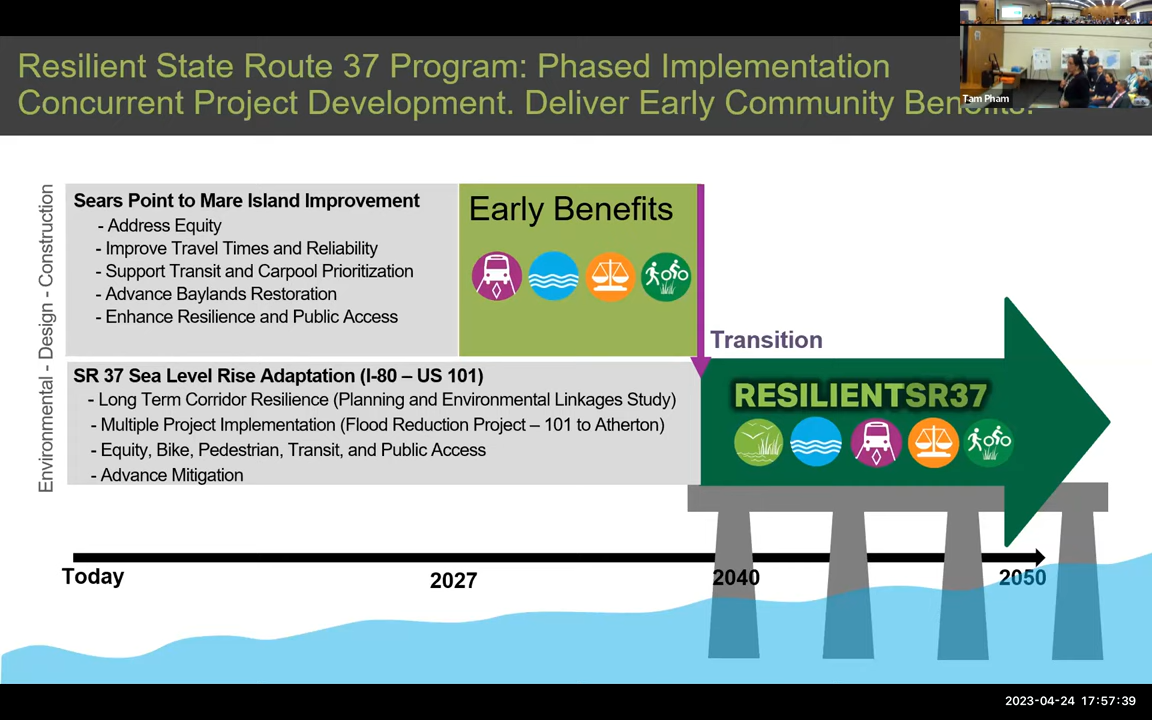 Resilient State Route 37 Program: Phased Implementation
Concurrent Project Development. Deliver Early Community Benefits.
Tam Pham
Environmental - Design - Construction
Sears Point to Mare Island Improvement
- Address Equity
- Improve Travel Times and Reliability
- Support Transit and Carpool Prioritization
- Advance Baylands Restoration
- Enhance Resilience and Public Access
Early Benefits
Transition
SR 37 Sea Level Rise Adaptation (I-80 – US 101)
- Long Term Corridor Resilience (Planning and Environmental Linkages Study)
- Multiple Project Implementation (Flood Reduction Project – 101 to Atherton)
- Equity, Bike, Pedestrian, Transit, and Public Access
- Advance Mitigation
RESILIENTSR37
Today
2027
2040
2050
2023-04-24 17:57:39